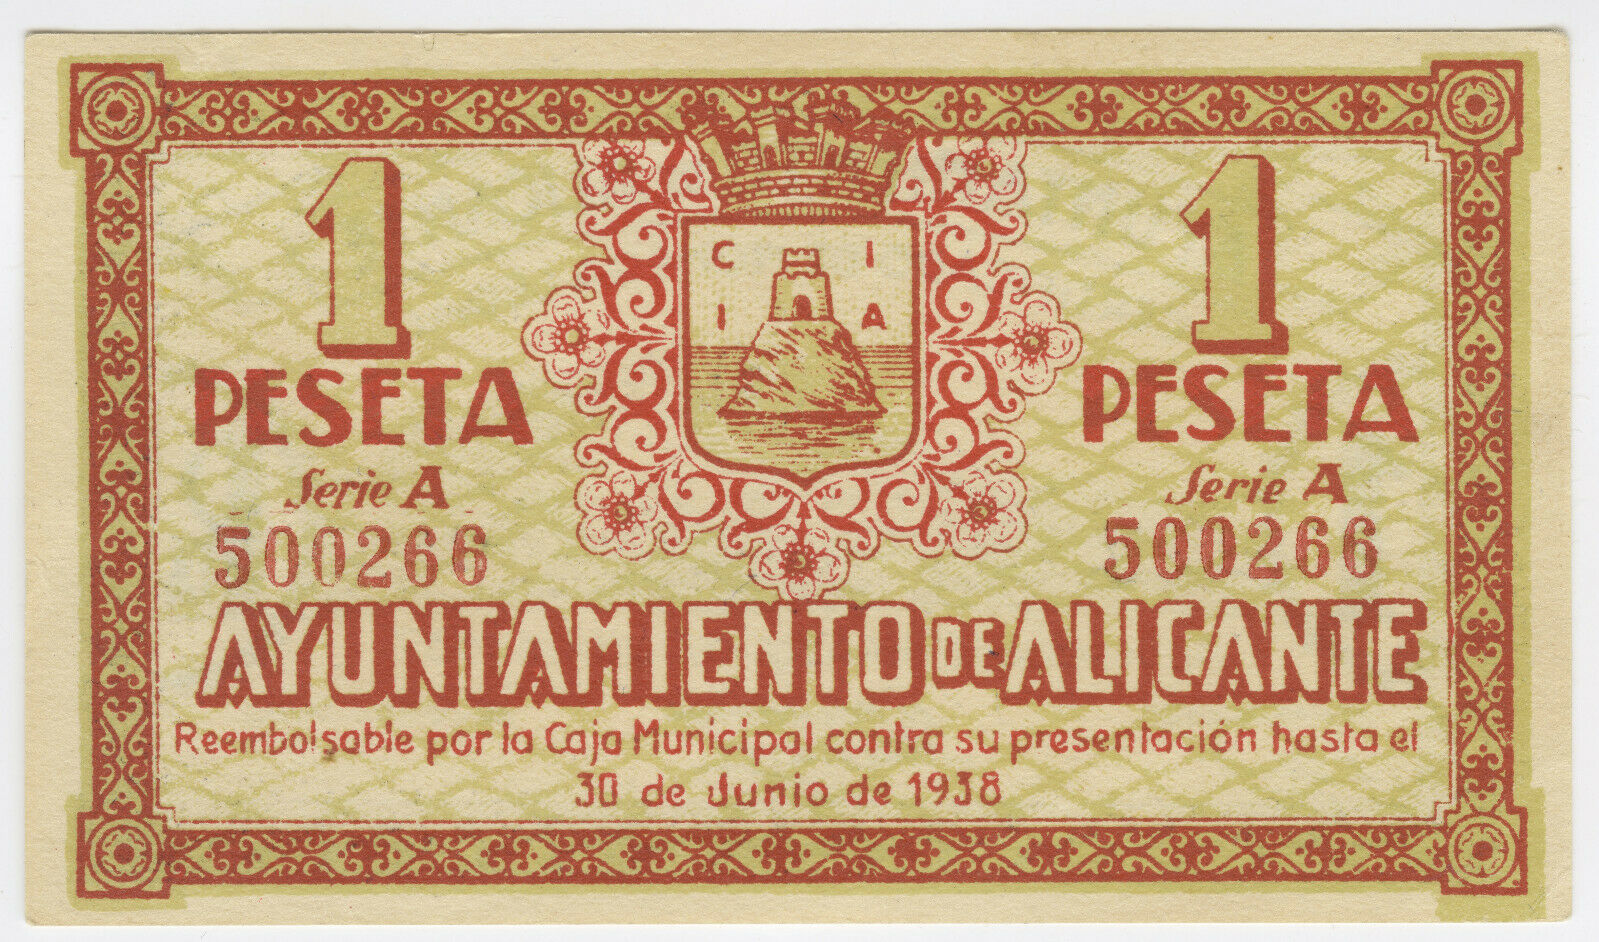 1 1
C I
I A
PESETA PESETA
Serie A Serie A
500266 500266
AYUNTAMIENTO DE ALICANTE
Reembolsable por la Caja Municipal contra su presentación hasta el
30 de Junio de 1938